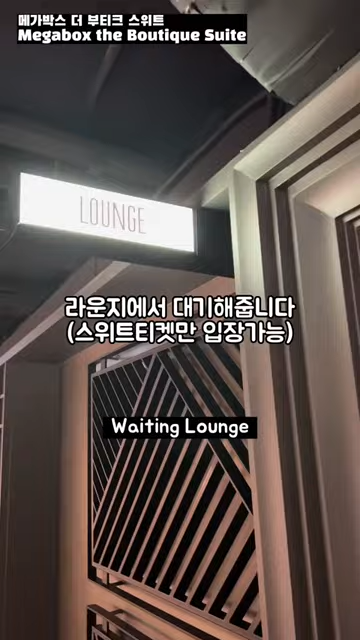 메가박스 더 부티크 스위트
Megabox the Boutique Suite
LOUNGE
라운지에서 대기해줍니다
(스위트티켓만 입장가능)
Waiting Lounge